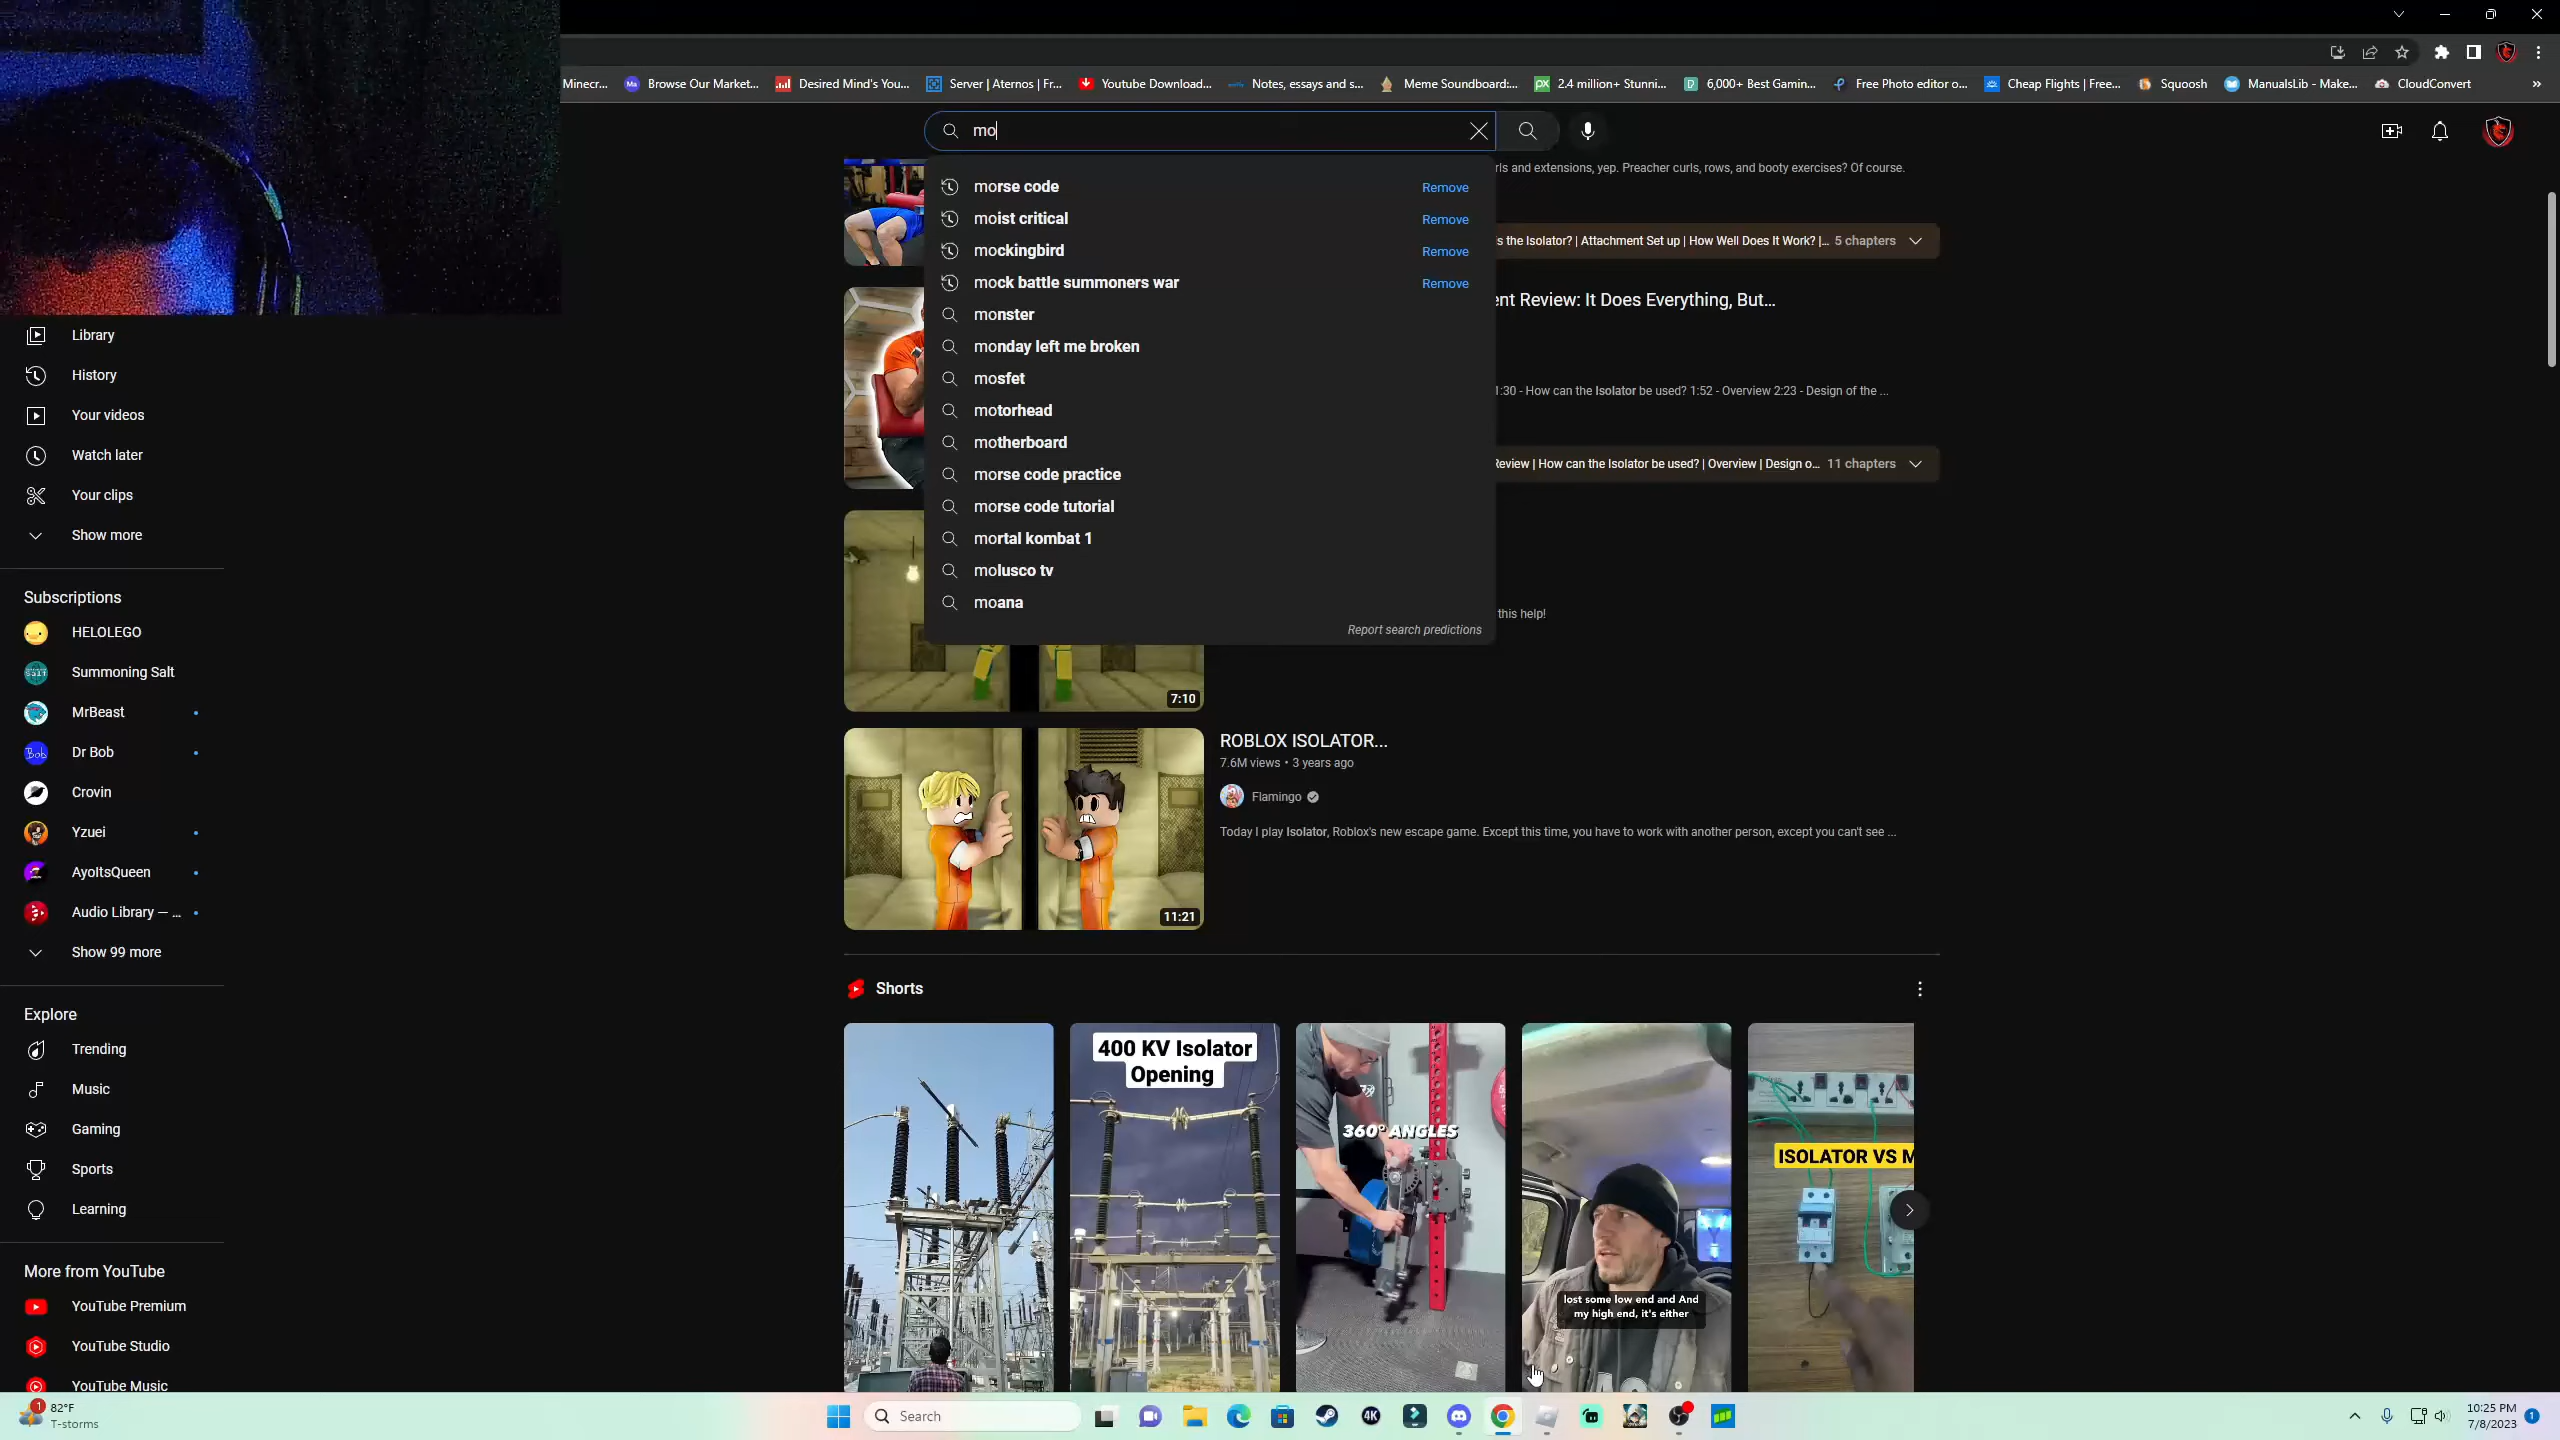 Minecr...
Browse Our Market...
Desired Mind's You...
Server | Aternos | Fr...
Youtube Download...
Notes, essays and s...
Meme Soundboard:...
2.4 million+ Stunni...
6,000+ Best Gamin...
Free Photo editor o...
Cheap Flights | Free...
Squoosh
ManualsLib - Make...
CloudConvert
mo
morse code Remove
moist critical Remove
mockingbird Remove
mock battle summoners war Remove
monster
monday left me broken
mosfet
motorhead
motherboard
morse code practice
morse code tutorial
mortal kombat 1
molusco tv
moana
Report search predictions
rls and extensions, yep. Preacher curls, rows, and booty exercises? Of course.
s the Isolator? | Attachment Set up | How Well Does It Work? |... 5 chapters
ent Review: It Does Everything, But...
1:30 - How can the Isolator be used? 1:52 - Overview 2:23 - Design of the ...
Review | How can the Isolator be used? | Overview | Design o... 11 chapters
this help!
7:10
ROBLOX ISOLATOR...
7.6M views • 3 years ago
Flamingo
Today I play Isolator, Roblox's new escape game. Except this time, you have to work with another person, except you can't see ...
11:21
Shorts
400 KV Isolator
Opening
360° ANGLES
lost some low end and And
my high end, it's either
ISOLATOR VS M
Library
History
Your videos
Watch later
Your clips
Show more
Subscriptions
HELOLEGO
Summoning Salt
MrBeast
Dr Bob
Crovin
Yzuei
AyoItsQueen
Audio Library — ...
Show 99 more
Explore
Trending
Music
Gaming
Sports
Learning
More from YouTube
YouTube Premium
YouTube Studio
YouTube Music
1
82°F
T-storms
Search
4K
10:25 PM
7/8/2023
1